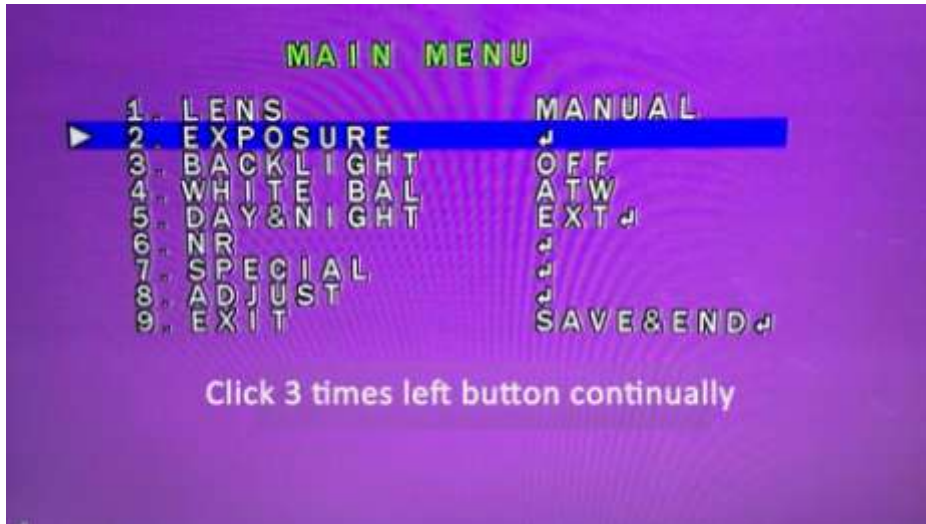 MAIN MENU
1. LENS MANUAL
▶ 2. EXPOSURE ↲
3. BACKLIGHT OFF
4. WHITE BAL ATW
5. DAY&NIGHT EXT↲
6. NR ↲
7. SPECIAL ↲
8. ADJUST ↲
9. EXIT SAVE&END↲
Click 3 times left button continually